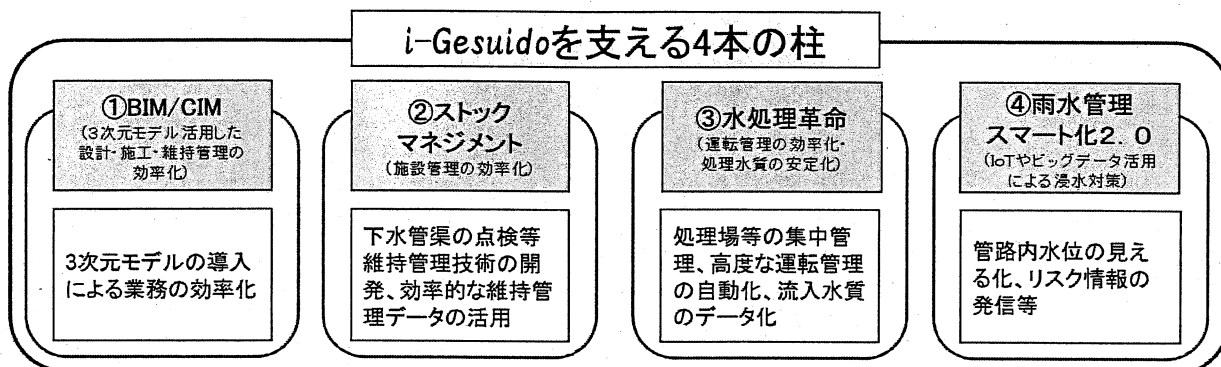 i-Gesuidoを支える4本の柱
①BIM/CIM
(3次元モデル活用した
設計・施工・維持管理の
効率化)
3次元モデルの導入
による業務の効率化
②ストック
マネジメント
(施設管理の効率化)
下水管渠の点検等
維持管理技術の開
発、効率的な維持管
理データの活用
③水処理革命
(運転管理の効率化・
処理水質の安定化)
処理場等の集中管
理、高度な運転管理
の自動化、流入水質
のデータ化
④雨水管理
スマート化2.0
(IoTやビッグデータ活用
による浸水対策)
管路内水位の見え
る化、リスク情報の
発信等